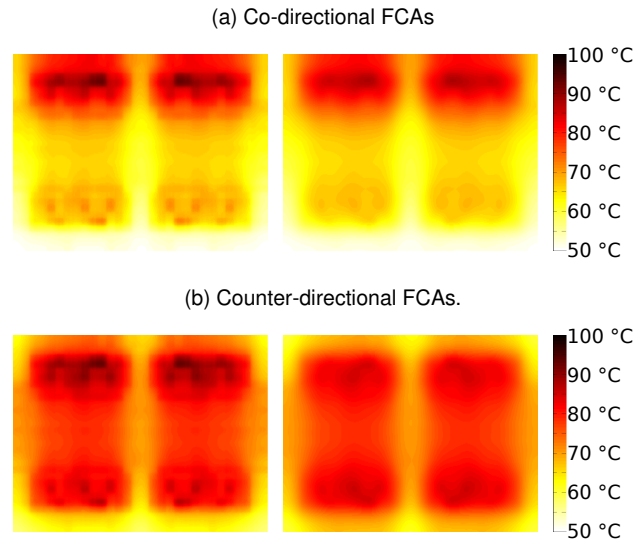 (a) Co-directional FCAs
100 °C
90 °C
80 °C
70 °C
60 °C
50 °C
(b) Counter-directional FCAs.
100 °C
90 °C
80 °C
70 °C
60 °C
50 °C